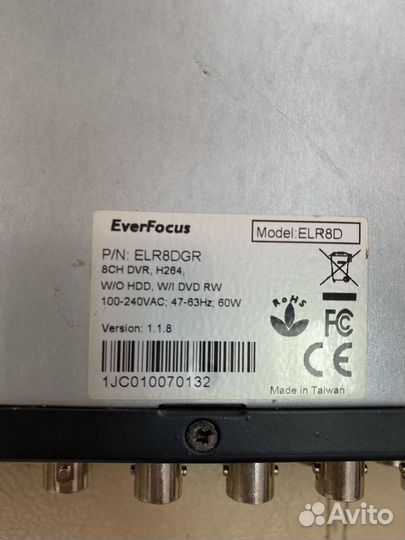 EverFocus
Model:ELR8D
P/N: ELR8DGR
8CH DVR, H264,
W/O HDD, W/I DVD RW
100-240VAC; 47-63Hz; 60W
RoHS
FC
CE
Version: 1.1.8
1JC010070132
Made in Taiwan
Avito